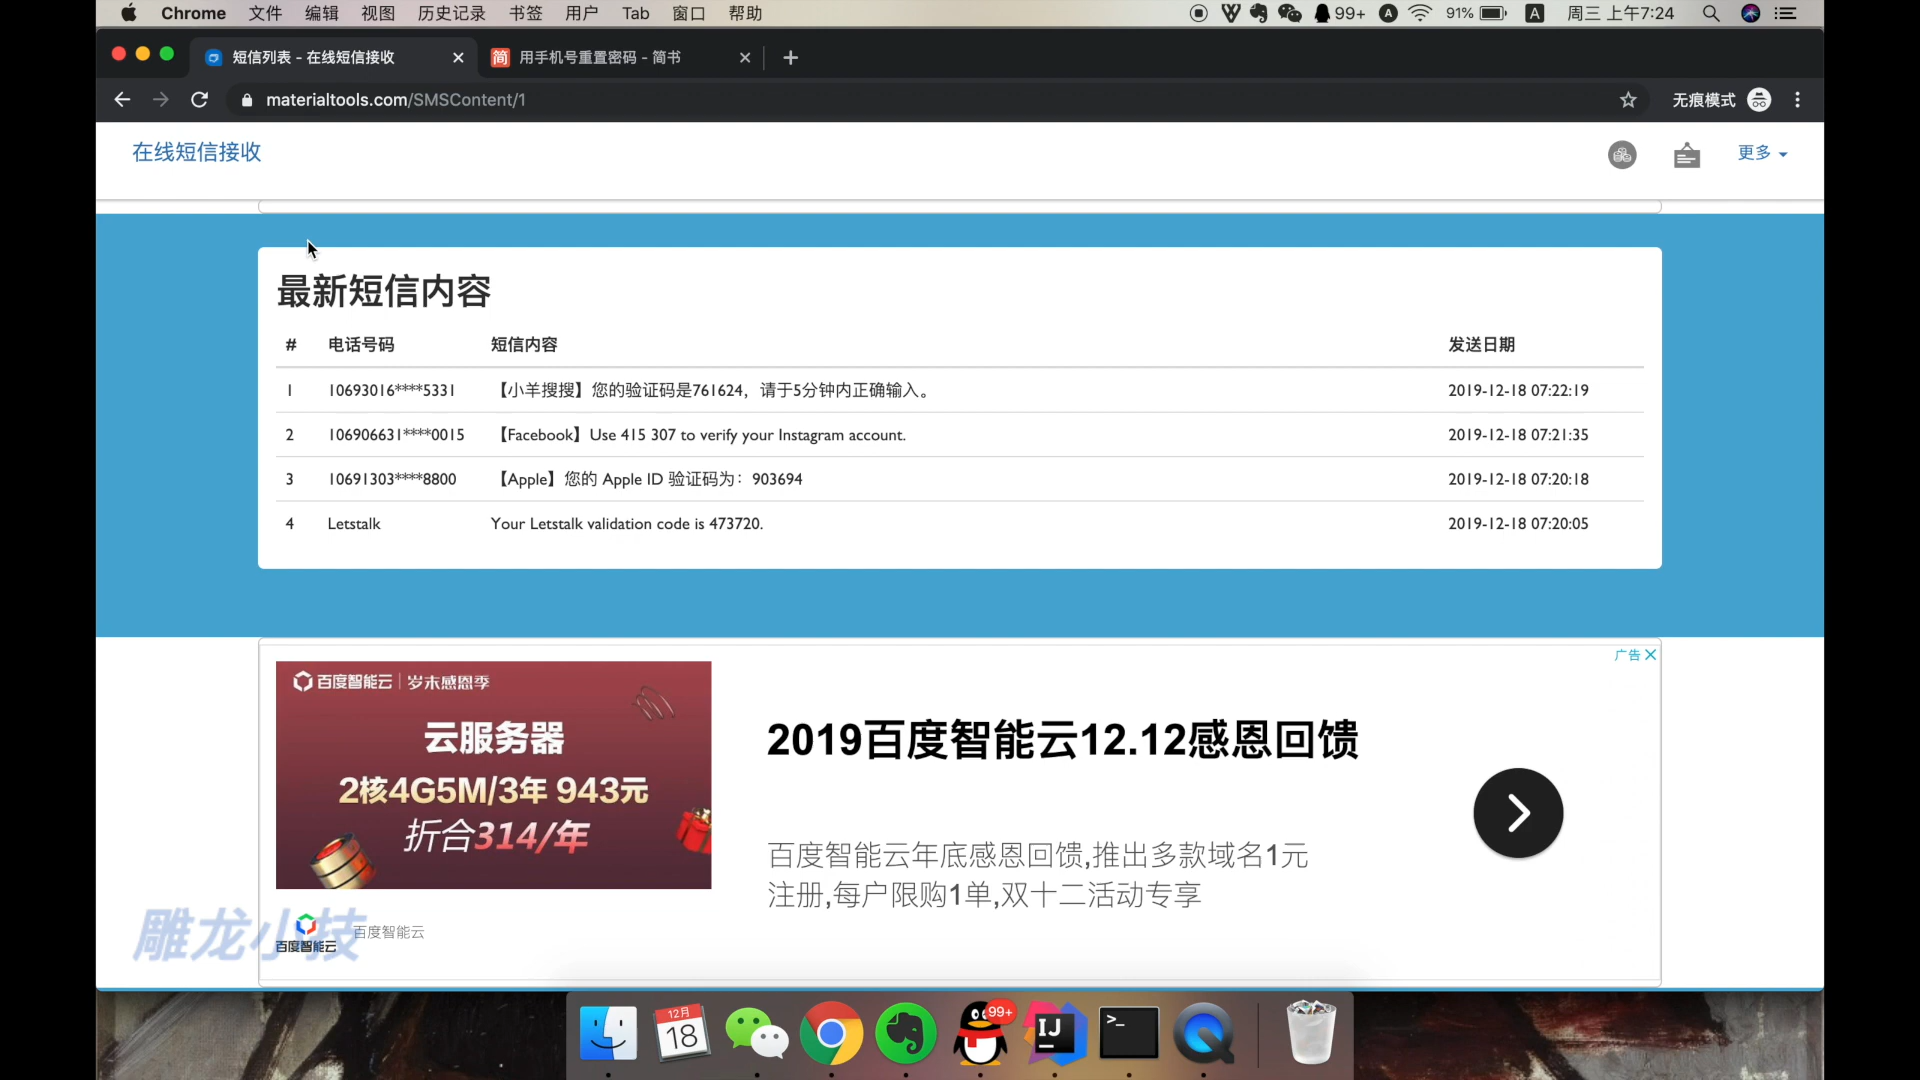 Chrome 文件 编辑 视图 历史记录 书签 用户 Tab 窗口 帮助 99+ A 91% A 周三 上午7:24
短信列表 - 在线短信接收 简 用手机号重置密码 - 简书
materialtools.com/SMSContent/1 无痕模式
在线短信接收 更多
最新短信内容
# 电话号码 短信内容 发送日期
1 10693016****5331 【小羊搜搜】您的验证码是761624，请于5分钟内正确输入。 2019-12-18 07:22:19
2 106906631****0015 【Facebook】Use 415 307 to verify your Instagram account. 2019-12-18 07:21:35
3 10691303****8800 【Apple】您的 Apple ID 验证码为：903694 2019-12-18 07:20:18
4 Letstalk Your Letstalk validation code is 473720. 2019-12-18 07:20:05
广告
百度智能云 | 岁末感恩季
云服务器
2核4G5M/3年 943元
折合314/年
2019百度智能云12.12感恩回馈
百度智能云年底感恩回馈,推出多款域名1元
注册,每户限购1单,双十二活动专享
雕龙小技
百度智能云 百度智能云
12月
18
99+
IJ
>_